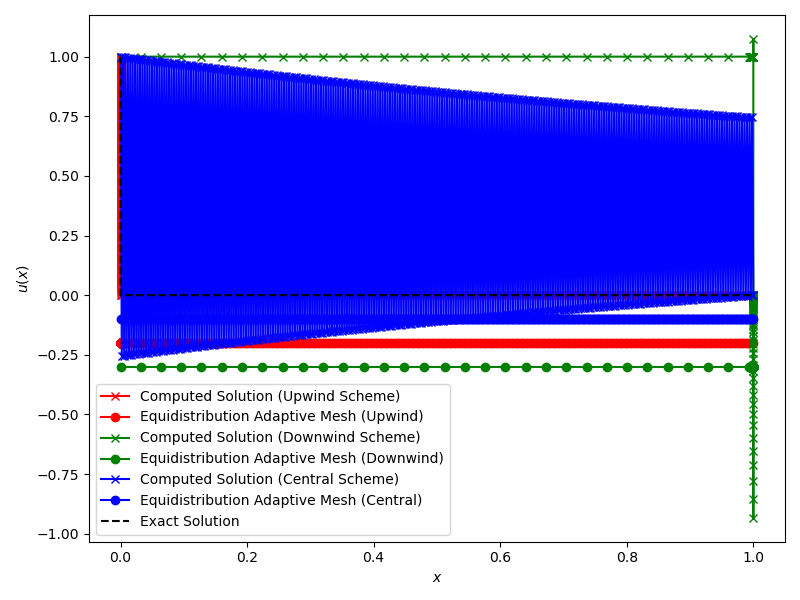 1.00
0.75
0.50
0.25
0.00
−0.25
−0.50
−0.75
−1.00
u(x)
Computed Solution (Upwind Scheme)
Equidistribution Adaptive Mesh (Upwind)
Computed Solution (Downwind Scheme)
Equidistribution Adaptive Mesh (Downwind)
Computed Solution (Central Scheme)
Equidistribution Adaptive Mesh (Central)
Exact Solution
0.0 0.2 0.4 0.6 0.8 1.0
x